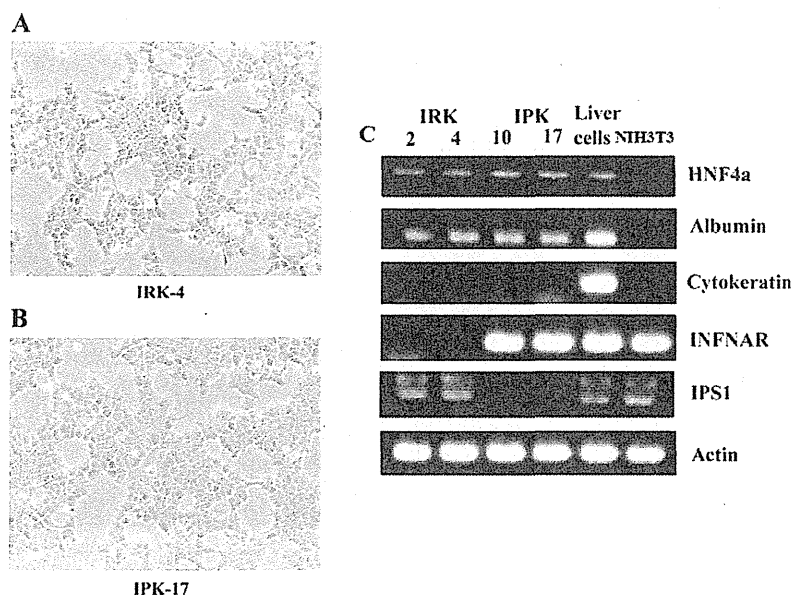 A
IRK-4
B
IPK-17
C
IRK IPK Liver
2 4 10 17 cells NIH3T3
HNF4a
Albumin
Cytokeratin
INFNAR
IPS1
Actin